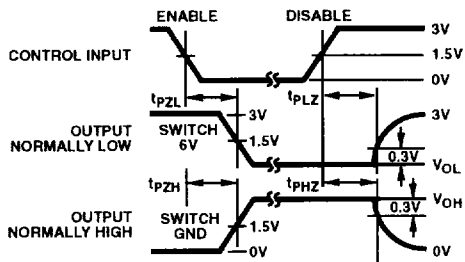 ENABLE DISABLE
CONTROL INPUT 3V
1.5V
0V
tPZL tPLZ
OUTPUT NORMALLY LOW
SWITCH 6V
3V
1.5V
3V
0.3V
VOL
tPZH tPHZ
OUTPUT NORMALLY HIGH
SWITCH GND
1.5V
0V
VOH
0.3V
0V